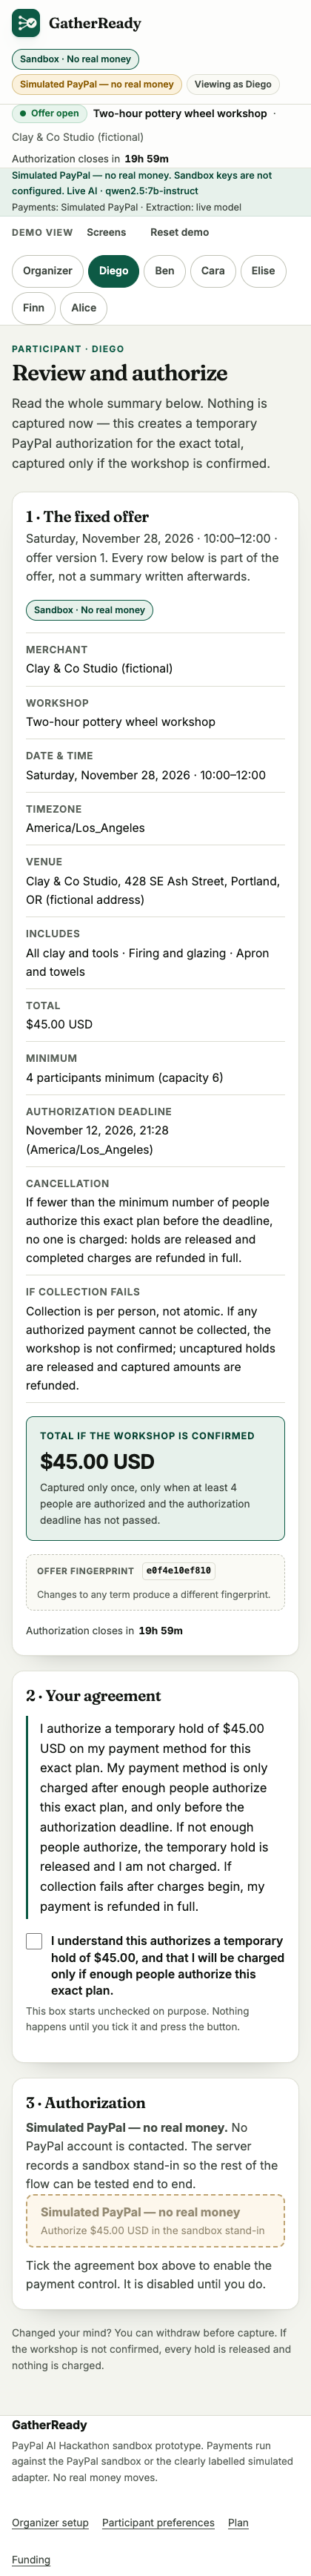 GatherReady
Sandbox · No real money
Simulated PayPal — no real money
Viewing as Diego
Offer open
Two-hour pottery wheel workshop ·
Clay & Co Studio (fictional)
Authorization closes in 19h 59m
Simulated PayPal — no real money. Sandbox keys are not
configured. Live AI · qwen2.5:7b-instruct
Payments: Simulated PayPal · Extraction: live model
DEMO VIEW
Screens
Reset demo
Organizer
Diego
Ben
Cara
Elise
Finn
Alice
PARTICIPANT · DIEGO
Review and authorize
Read the whole summary below. Nothing is
captured now — this creates a temporary
PayPal authorization for the exact total,
captured only if the workshop is confirmed.
1 · The fixed offer
Saturday, November 28, 2026 · 10:00–12:00 ·
offer version 1. Every row below is part of the
offer, not a summary written afterwards.
Sandbox · No real money
MERCHANT
Clay & Co Studio (fictional)
WORKSHOP
Two-hour pottery wheel workshop
DATE & TIME
Saturday, November 28, 2026 · 10:00–12:00
TIMEZONE
America/Los_Angeles
VENUE
Clay & Co Studio, 428 SE Ash Street, Portland,
OR (fictional address)
INCLUDES
All clay and tools · Firing and glazing · Apron
and towels
TOTAL
$45.00 USD
MINIMUM
4 participants minimum (capacity 6)
AUTHORIZATION DEADLINE
November 12, 2026, 21:28
(America/Los_Angeles)
CANCELLATION
If fewer than the minimum number of people
authorize this exact plan before the deadline,
no one is charged: holds are released and
completed charges are refunded in full.
IF COLLECTION FAILS
Collection is per person, not atomic. If any
authorized payment cannot be collected, the
workshop is not confirmed; uncaptured holds
are released and captured amounts are
refunded.
TOTAL IF THE WORKSHOP IS CONFIRMED
$45.00 USD
Captured only once, only when at least 4
people are authorized and the authorization
deadline has not passed.
OFFER FINGERPRINT e0f4e10ef810
Changes to any term produce a different fingerprint.
Authorization closes in 19h 59m
2 · Your agreement
I authorize a temporary hold of $45.00
USD on my payment method for this
exact plan. My payment method is only
charged after enough people authorize
this exact plan, and only before the
authorization deadline. If not enough
people authorize, the temporary hold is
released and I am not charged. If
collection fails after charges begin, my
payment is refunded in full.
I understand this authorizes a temporary
hold of $45.00, and that I will be charged
only if enough people authorize this
exact plan.
This box starts unchecked on purpose. Nothing
happens until you tick it and press the button.
3 · Authorization
Simulated PayPal — no real money. No
PayPal account is contacted. The server
records a sandbox stand-in so the rest of the
flow can be tested end to end.
Simulated PayPal — no real money
Authorize $45.00 USD in the sandbox stand-in
Tick the agreement box above to enable the
payment control. It is disabled until you do.
Changed your mind? You can withdraw before capture. If
the workshop is not confirmed, every hold is released and
nothing is charged.
GatherReady
PayPal AI Hackathon sandbox prototype. Payments run
against the PayPal sandbox or the clearly labelled simulated
adapter. No real money moves.
Organizer setup
Participant preferences
Plan
Funding